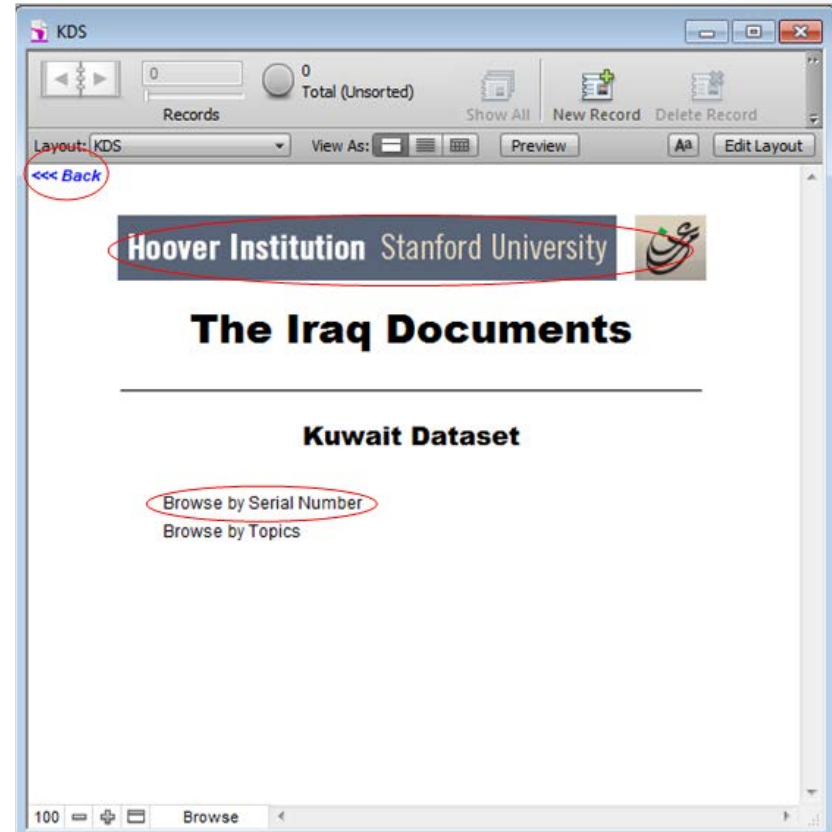 KDS
0
0
Total (Unsorted)
Records
Show All
New Record
Delete Record
Layout: KDS
View As:
Preview
Aa
Edit Layout
<<< Back
Hoover Institution Stanford University
The Iraq Documents
Kuwait Dataset
Browse by Serial Number
Browse by Topics
100
Browse